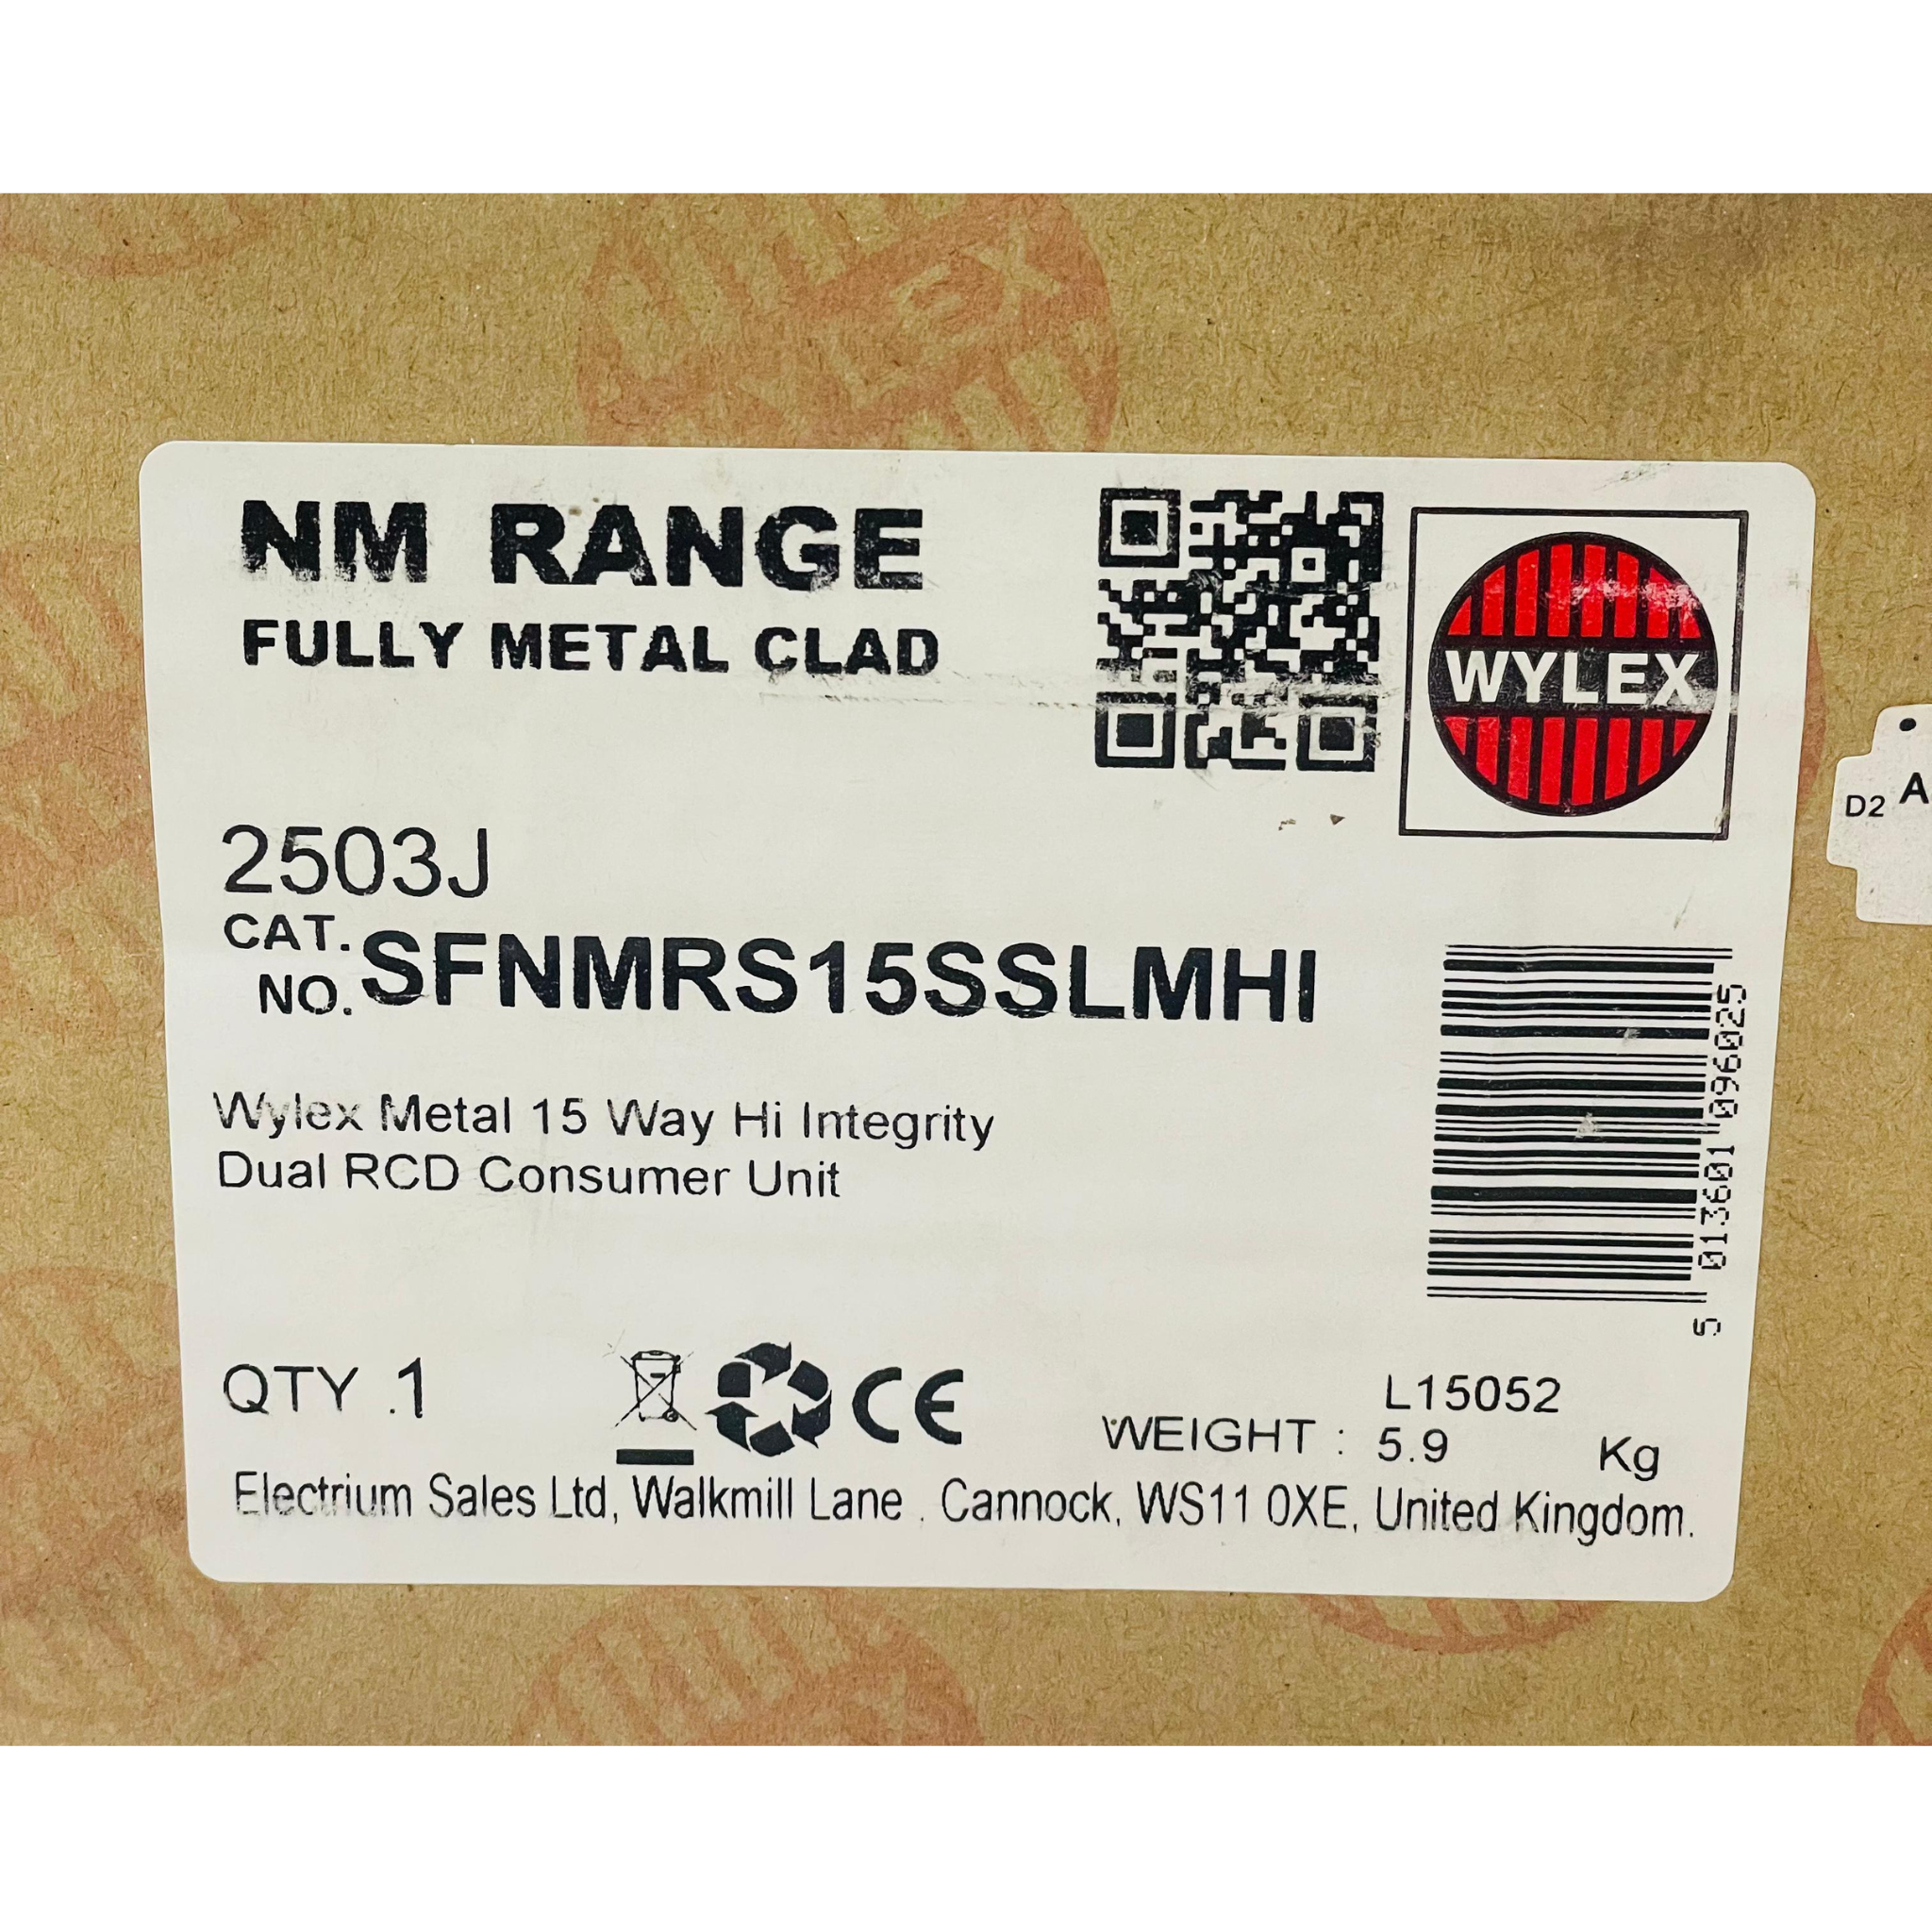 NM RANGE
FULLY METAL CLAD
WYLEX
2503J
CAT.
NO. SFNMRS15SSLMHI
Wylex Metal 15 Way Hi Integrity
Dual RCD Consumer Unit
5 013601 096025
QTY .1
CE
L15052
WEIGHT : 5.9 Kg
Electrium Sales Ltd, Walkmill Lane . Cannock, WS11 0XE, United Kingdom.
D2 A